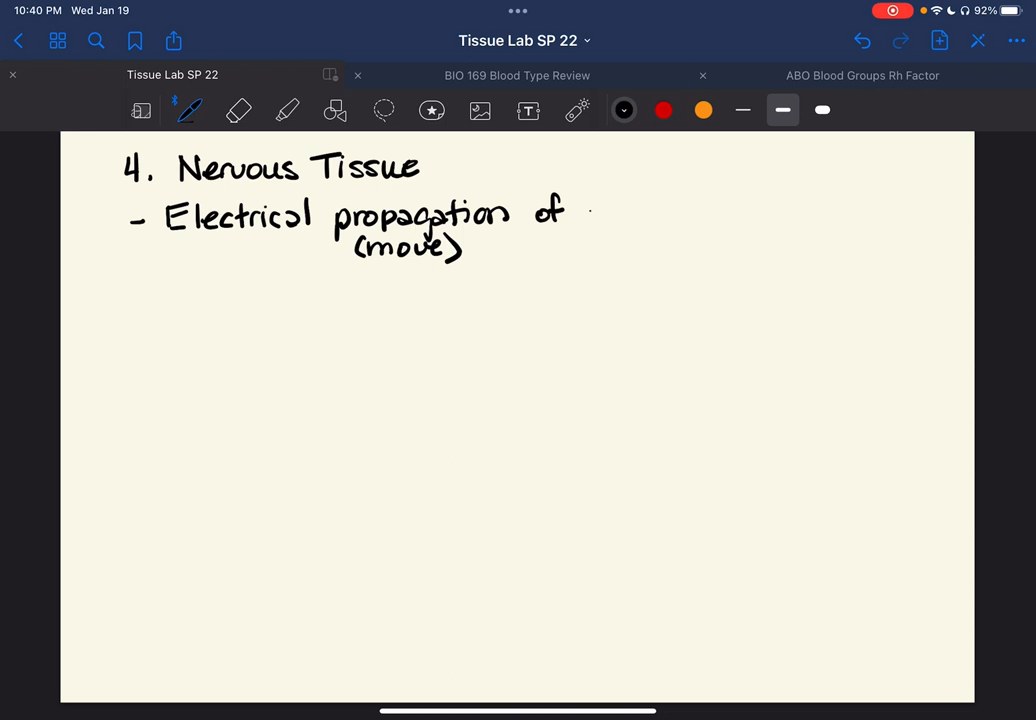 10:40 PM Wed Jan 19
92%
Tissue Lab SP 22
Tissue Lab SP 22
BIO 169 Blood Type Review
ABO Blood Groups Rh Factor
4. Nervous Tissue
- Electrical propagation of
(move)